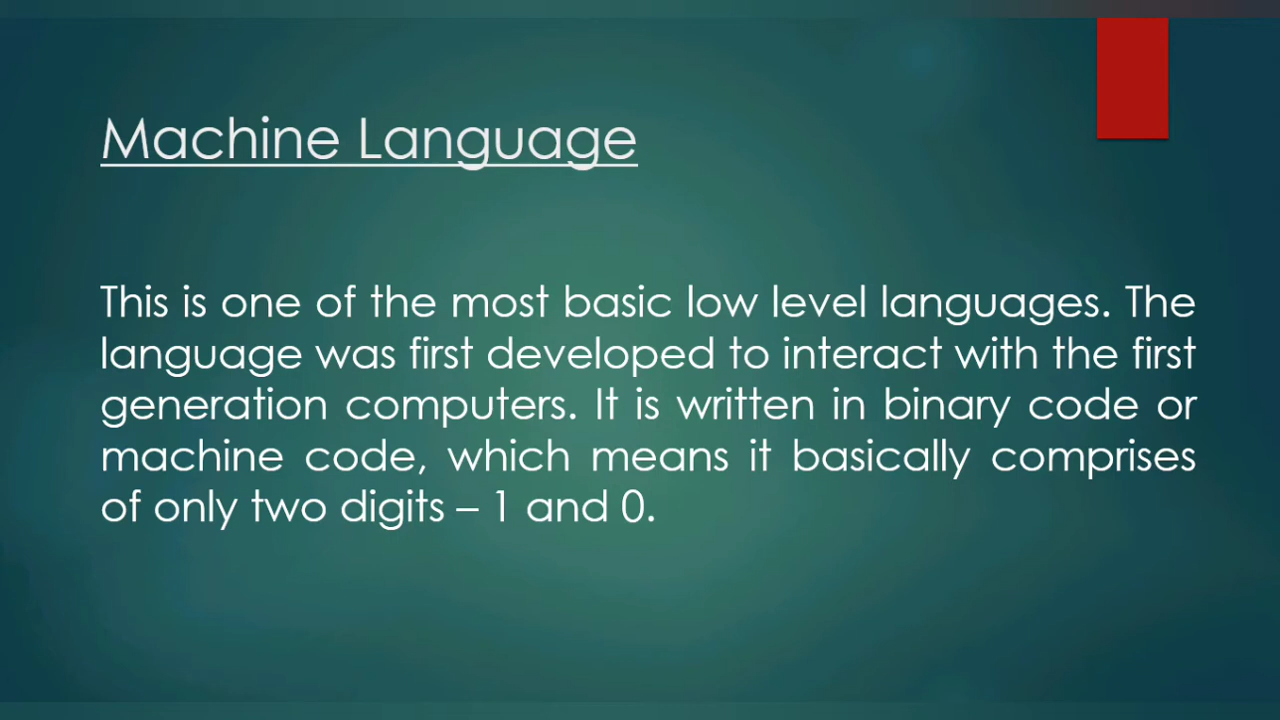 Machine Language
This is one of the most basic low level languages. The
language was first developed to interact with the first
generation computers. It is written in binary code or
machine code, which means it basically comprises
of only two digits – 1 and 0.